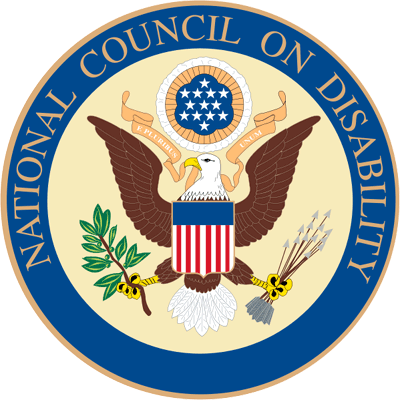 NATIONAL COUNCIL ON DISABILITY
E PLURIBUS UNUM